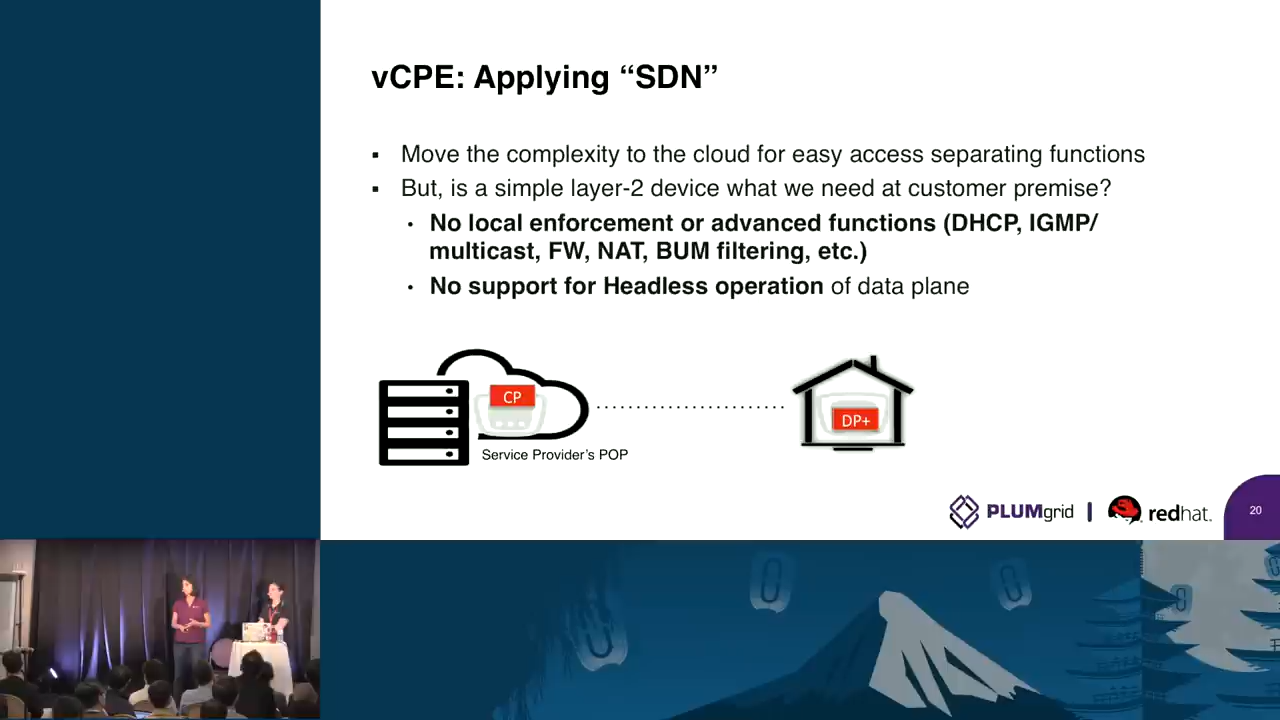 vCPE: Applying “SDN”
▪ Move the complexity to the cloud for easy access separating functions
▪ But, is a simple layer-2 device what we need at customer premise?
• No local enforcement or advanced functions (DHCP, IGMP/
multicast, FW, NAT, BUM filtering, etc.)
• No support for Headless operation of data plane
CP
DP+
Service Provider’s POP
PLUMgrid | redhat.
20